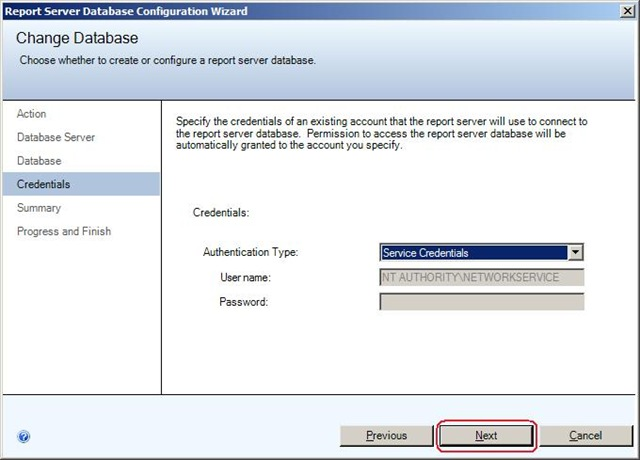 Report Server Database Configuration Wizard
Change Database
Choose whether to create or configure a report server database.
Action
Database Server
Database
Credentials
Summary
Progress and Finish
Specify the credentials of an existing account that the report server will use to connect to
the report server database.  Permission to access the report server database will be
automatically granted to the account you specify.
Credentials:
Authentication Type: Service Credentials
User name: NT AUTHORITY\NETWORKSERVICE
Password:
? Previous Next Cancel